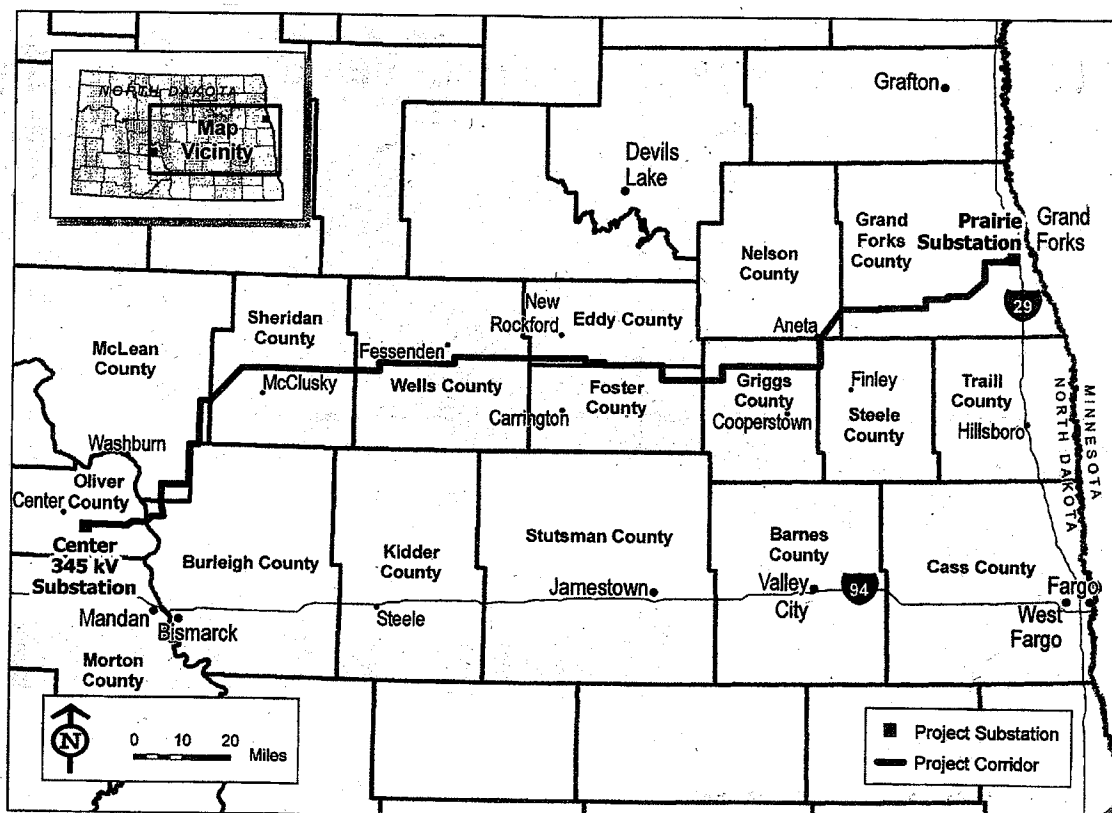 NORTH DAKOTA
Map
Vicinity
Grafton
Devils
Lake
Grand
Forks
County
Prairie
Substation
Grand
Forks
Nelson
County
29
New
Rockford
Eddy County
Aneta
Sheridan
County
McLean
County
Fessenden
McClusky
Wells County
Foster
County
Carrington
Griggs
County
Cooperstown
Finley
Steele
County
Traill
County
Hillsboro
MINNESOTA
NORTH DAKOTA
Washburn
Oliver
County
Center
Center
345 kV
Substation
Burleigh County
Kidder
County
Stutsman County
Barnes
County
Cass County
Mandan
Bismarck
Steele
Jamestown
Valley
City
94
Fargo
West
Fargo
Morton
County
N
0 10 20
Miles
Project Substation
Project Corridor